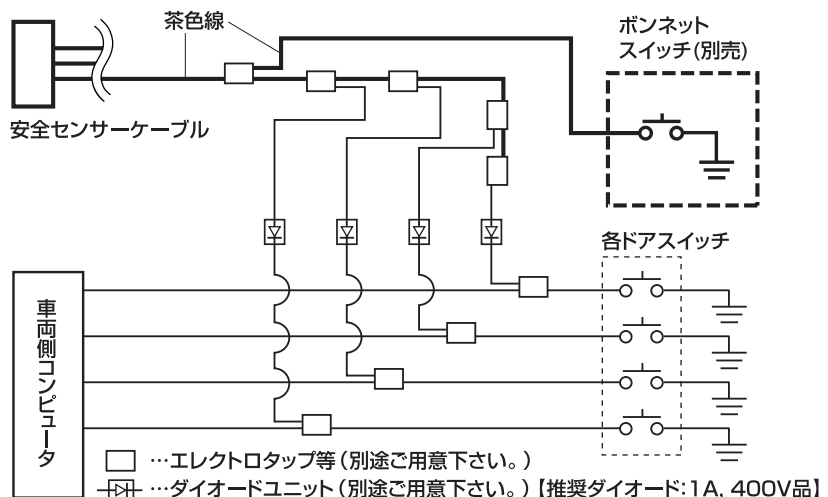 茶色線
ボンネット
スイッチ(別売)
安全センサーケーブル
各ドアスイッチ
車両側コンピュータ
…エレクトロタップ等(別途ご用意下さい。)
…ダイオードユニット(別途ご用意下さい。)【推奨ダイオード:1A, 400V品】